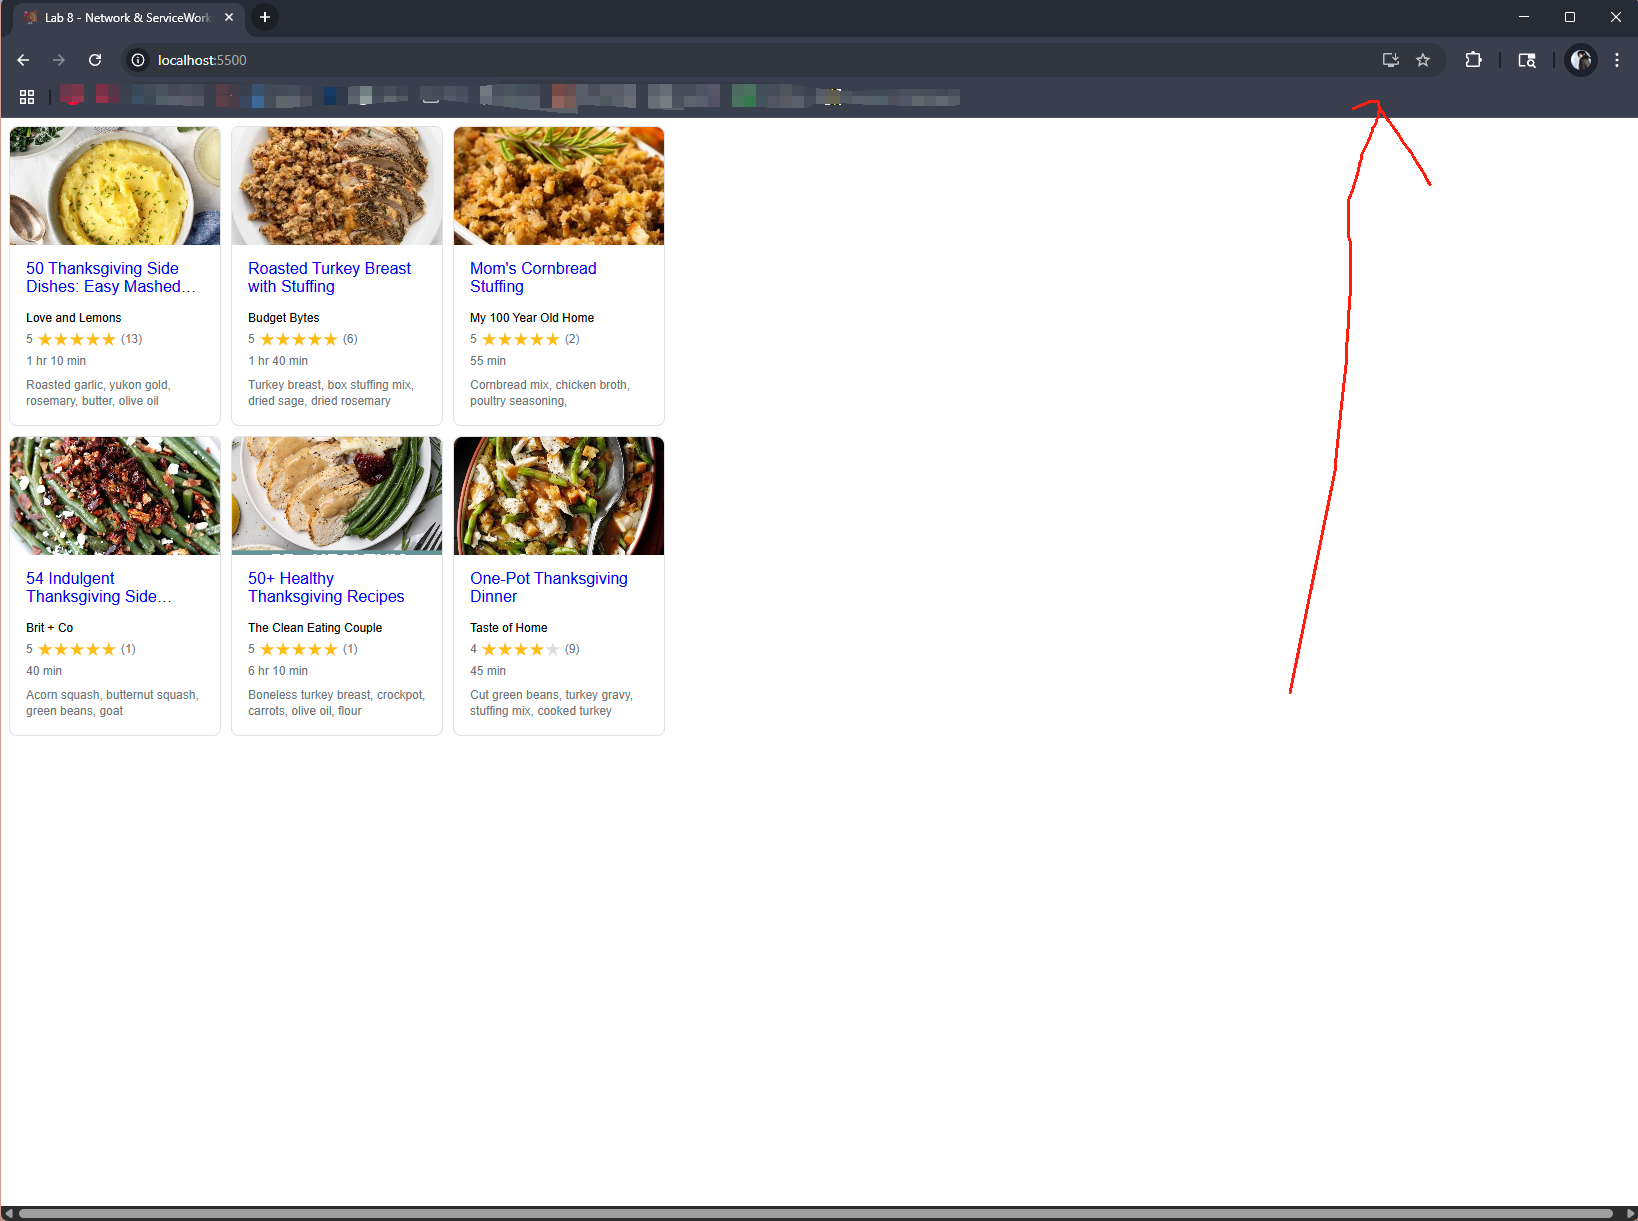 Lab 8 - Network & ServiceWork
localhost:5500
50 Thanksgiving Side
Dishes: Easy Mashed…
Love and Lemons
5 ★★★★★ (13)
1 hr 10 min
Roasted garlic, yukon gold,
rosemary, butter, olive oil
Roasted Turkey Breast
with Stuffing
Budget Bytes
5 ★★★★★ (6)
1 hr 40 min
Turkey breast, box stuffing mix,
dried sage, dried rosemary
Mom's Cornbread
Stuffing
My 100 Year Old Home
5 ★★★★★ (2)
55 min
Cornbread mix, chicken broth,
poultry seasoning,
54 Indulgent
Thanksgiving Side…
Brit + Co
5 ★★★★★ (1)
40 min
Acorn squash, butternut squash,
green beans, goat
50+ Healthy
Thanksgiving Recipes
The Clean Eating Couple
5 ★★★★★ (1)
6 hr 10 min
Boneless turkey breast, crockpot,
carrots, olive oil, flour
One-Pot Thanksgiving
Dinner
Taste of Home
4 ★★★★★ (9)
45 min
Cut green beans, turkey gravy,
stuffing mix, cooked turkey